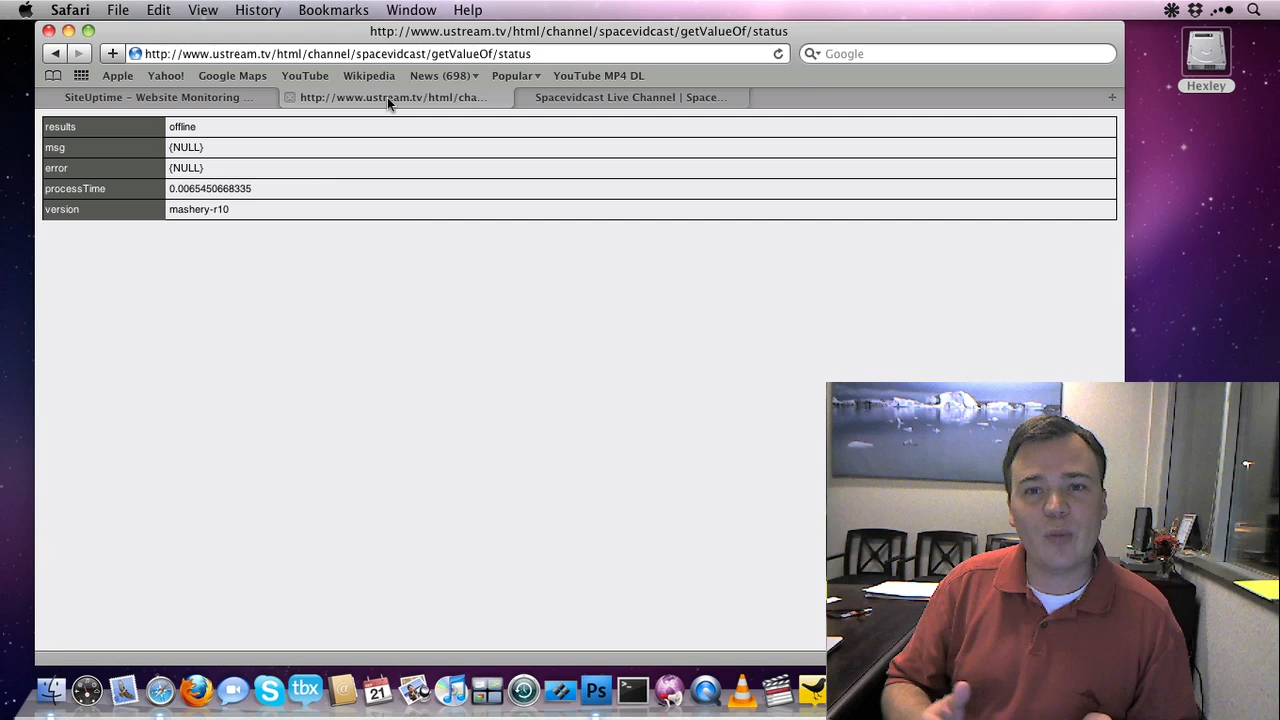 Safari File Edit View History Bookmarks Window Help
http://www.ustream.tv/html/channel/spacevidcast/getValueOf/status
http://www.ustream.tv/html/channel/spacevidcast/getValueOf/status
Google
Apple Yahoo! Google Maps YouTube Wikipedia News (698) Popular YouTube MP4 DL
SiteUptime – Website Monitoring ...
http://www.ustream.tv/html/cha...
Spacevidcast Live Channel | Space...
Hexley
results offline
msg {NULL}
error {NULL}
processTime 0.0065450668335
version mashery-r10
tbx
21
Ps